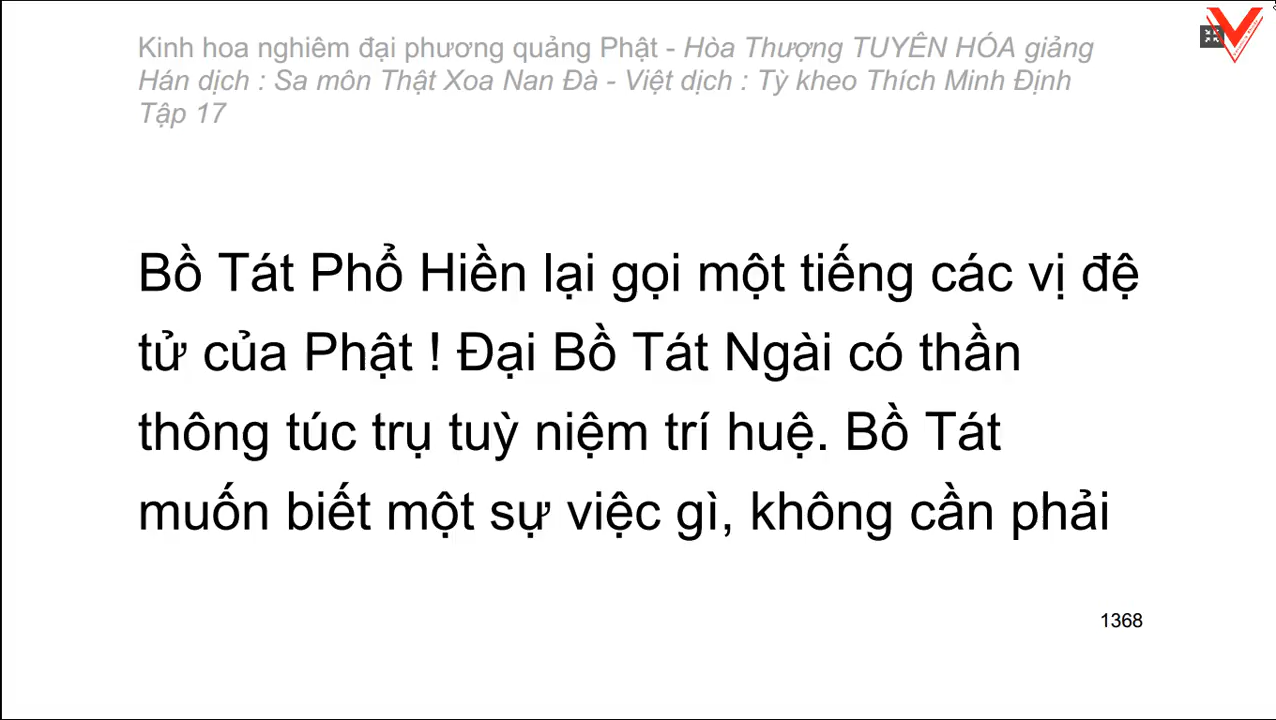 Kinh hoa nghiêm đại phương quảng Phật - Hòa Thượng TUYÊN HÓA giảng
Hán dịch : Sa môn Thật Xoa Nan Đà - Việt dịch : Tỳ kheo Thích Minh Định
Tập 17
Bồ Tát Phổ Hiền lại gọi một tiếng các vị đệ
tử của Phật ! Đại Bồ Tát Ngài có thần
thông túc trụ tuỳ niệm trí huệ. Bồ Tát
muốn biết một sự việc gì, không cần phải
1368